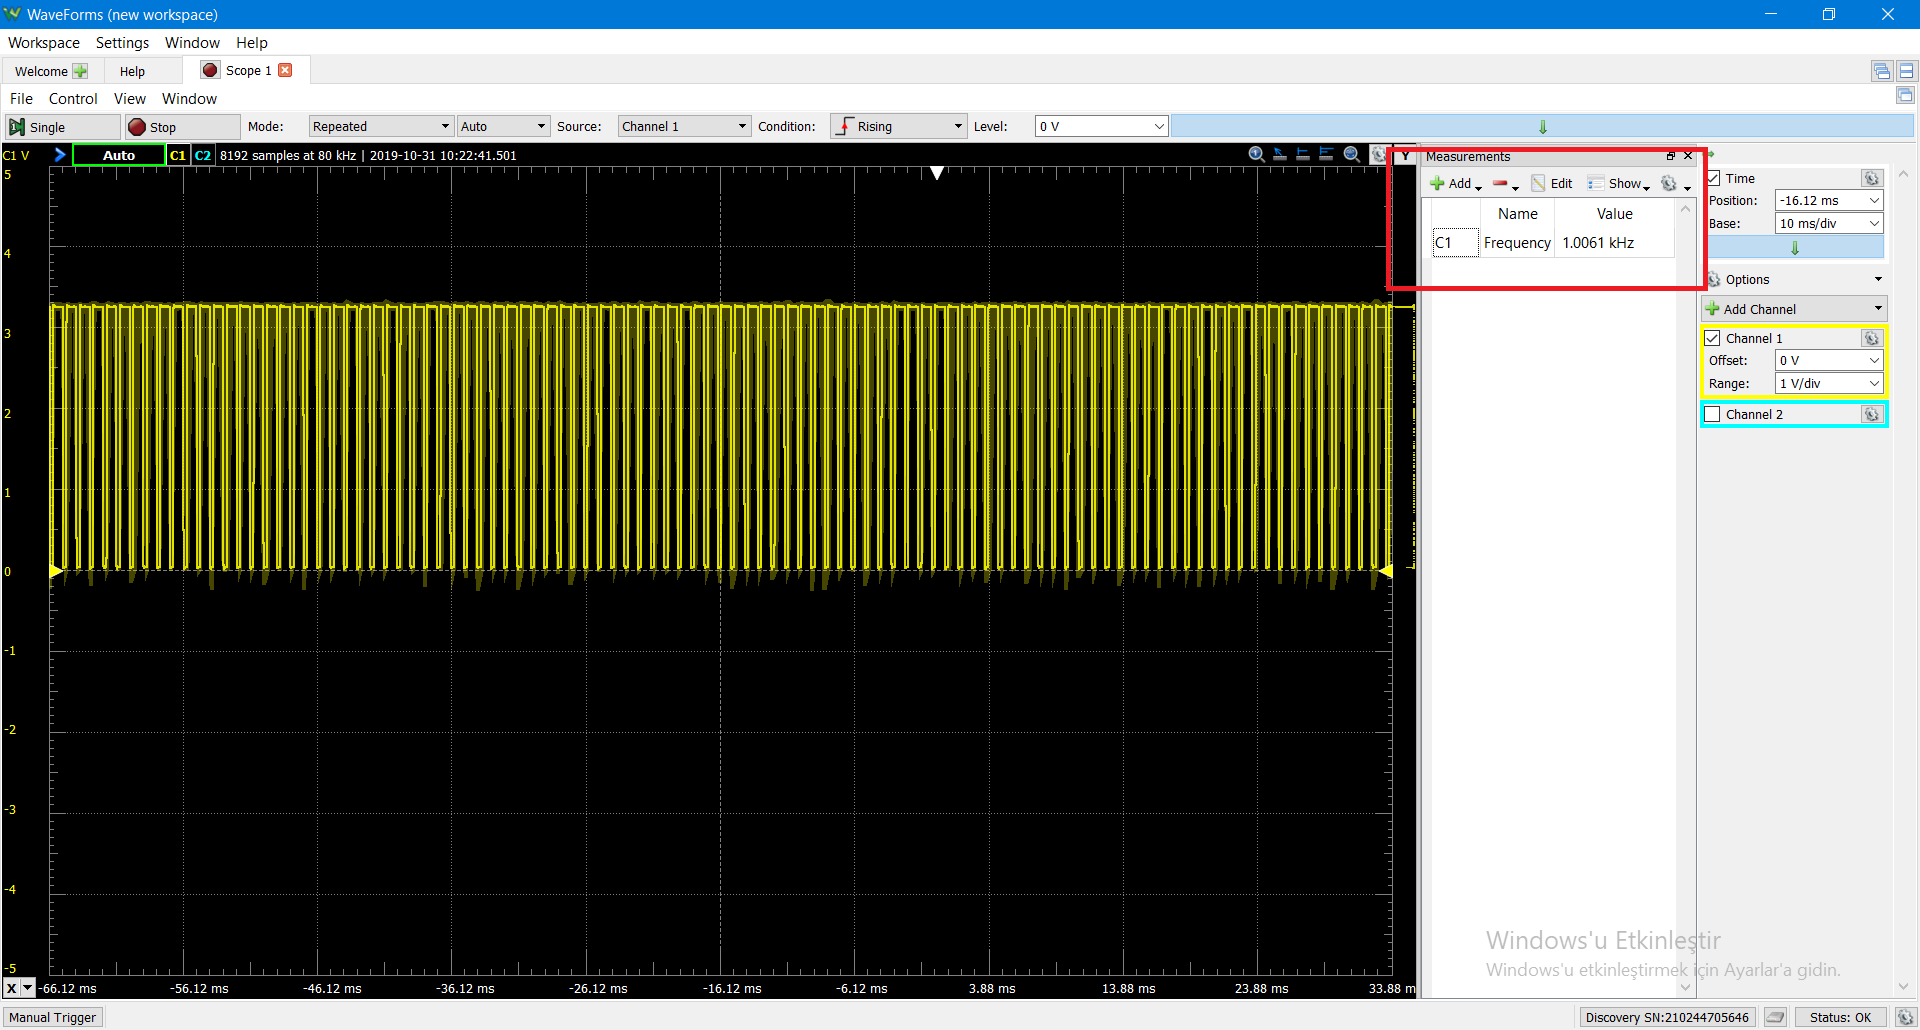 WaveForms (new workspace)
Workspace Settings Window Help
Welcome Help Scope 1
File Control View Window
Single Stop Mode: Repeated Auto Source: Channel 1 Condition: Rising Level: 0 V
C1 V Auto C1 C2 8192 samples at 80 kHz | 2019-10-31 10:22:41.501 Y
Measurements
Add Edit Show
Name Value
C1 Frequency 1.0061 kHz
Time
Position: -16.12 ms
Base: 10 ms/div
Options
Add Channel
Channel 1
Offset: 0 V
Range: 1 V/div
Channel 2
5
4
3
2
1
0
-1
-2
-3
-4
-5
X -66.12 ms -56.12 ms -46.12 ms -36.12 ms -26.12 ms -16.12 ms -6.12 ms 3.88 ms 13.88 ms 23.88 ms 33.88 m
Windows'u Etkinleştir
Windows'u etkinleştirmek için Ayarlar'a gidin.
Manual Trigger Discovery SN:210244705646 Status: OK